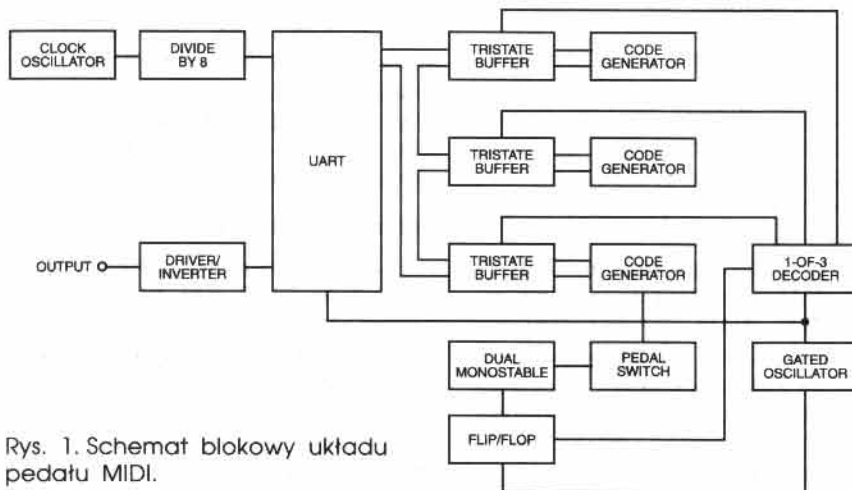 CLOCK
OSCILLATOR
DIVIDE
BY 8
UART
TRISTATE
BUFFER
CODE
GENERATOR
TRISTATE
BUFFER
CODE
GENERATOR
OUTPUT
DRIVER/
INVERTER
TRISTATE
BUFFER
CODE
GENERATOR
1-OF-3
DECODER
DUAL
MONOSTABLE
PEDAL
SWITCH
GATED
OSCILLATOR
FLIP/FLOP
Rys. 1. Schemat blokowy układu
pedału MIDI.